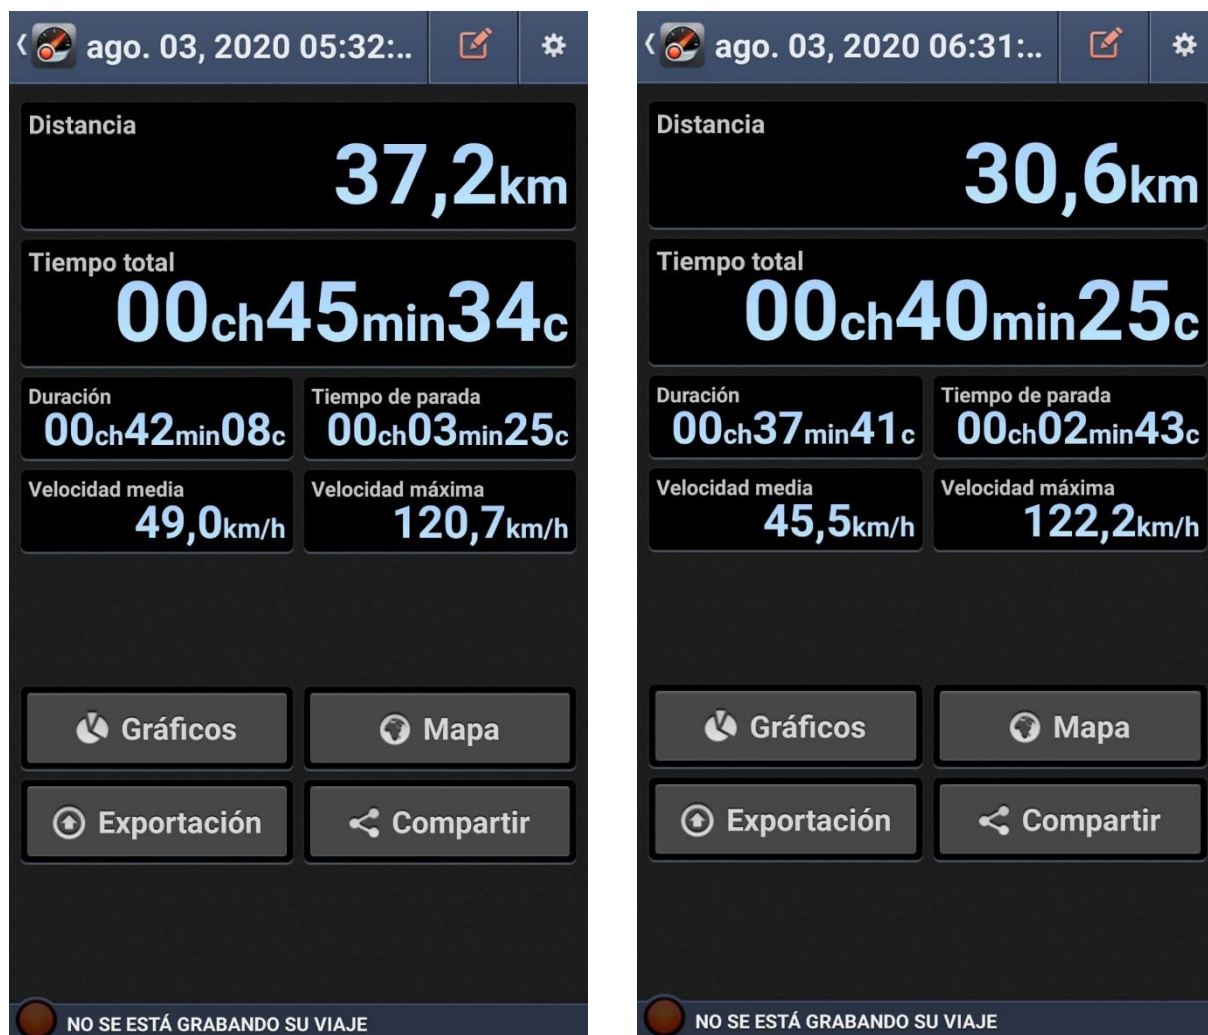 ago. 03, 2020 05:32:..
Distancia
37,2km
Tiempo total
00ch45min34c
Duración
00ch42min08c
Tiempo de parada
00ch03min25c
Velocidad media
49,0km/h
Velocidad máxima
120,7km/h
Gráficos
Mapa
Exportación
Compartir
NO SE ESTÁ GRABANDO SU VIAJE
ago. 03, 2020 06:31:..
Distancia
30,6km
Tiempo total
00ch40min25c
Duración
00ch37min41c
Tiempo de parada
00ch02min43c
Velocidad media
45,5km/h
Velocidad máxima
122,2km/h
Gráficos
Mapa
Exportación
Compartir
NO SE ESTÁ GRABANDO SU VIAJE